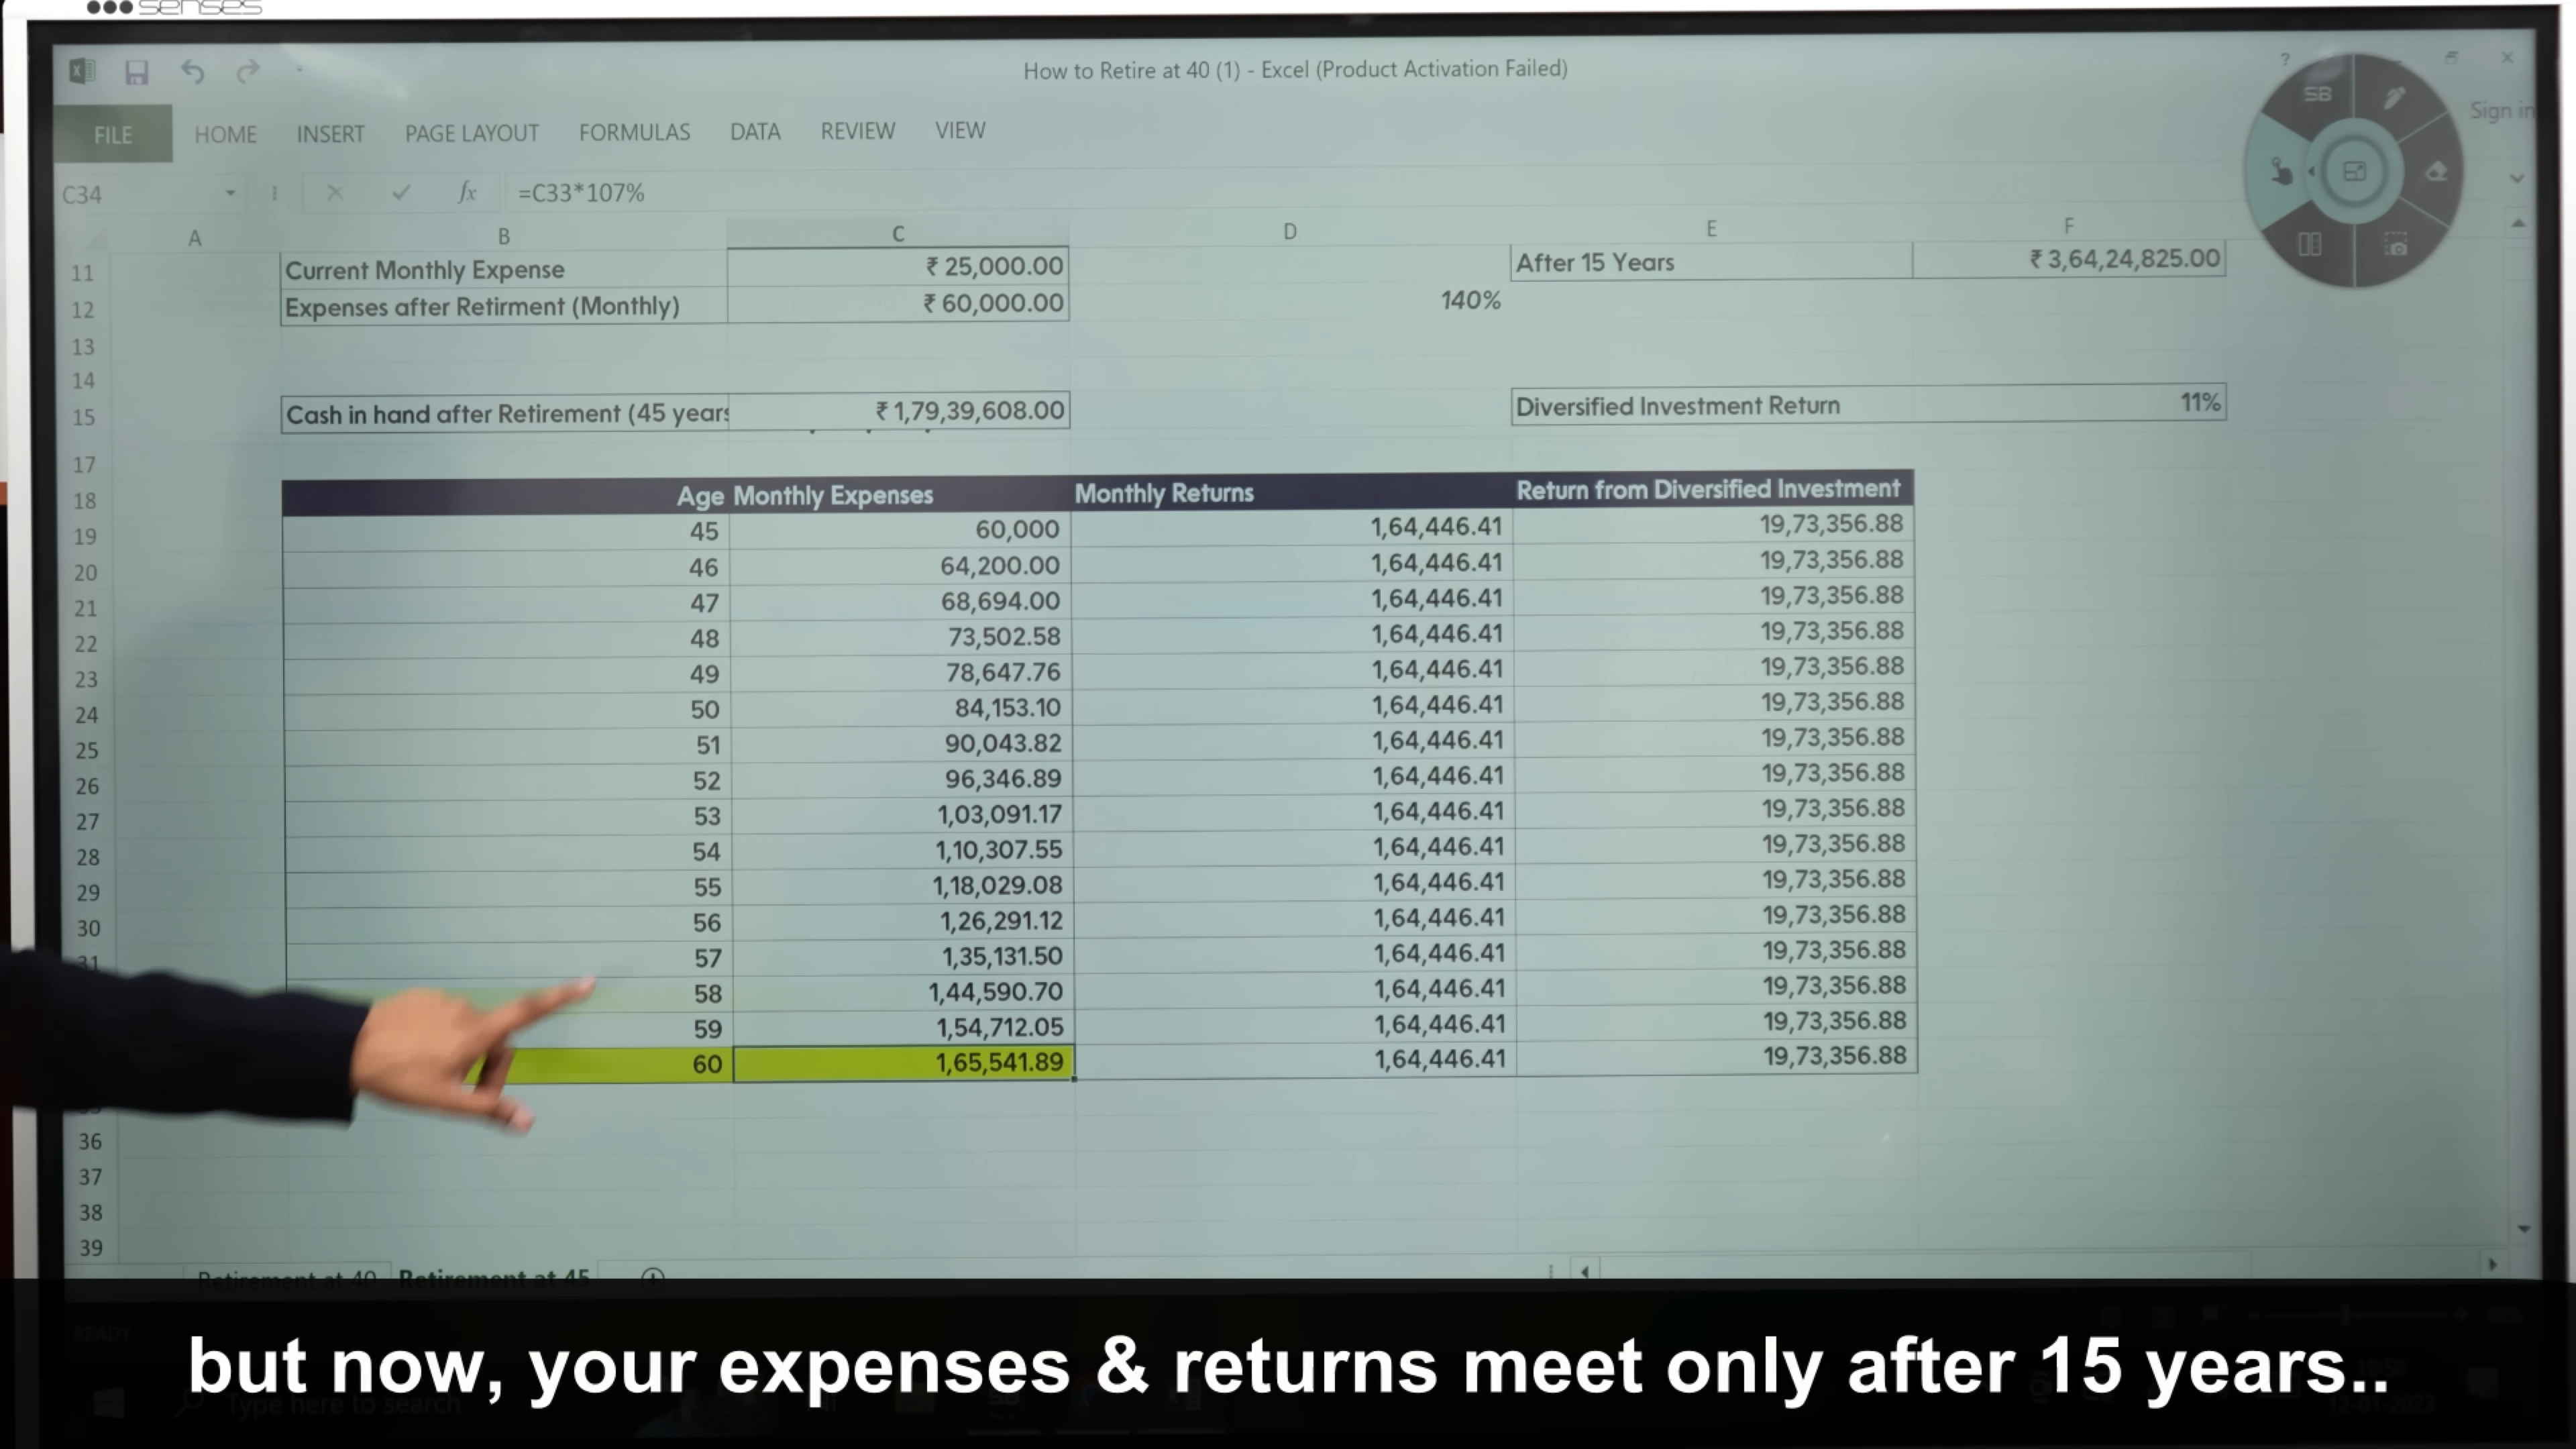 senses
How to Retire at 40 (1) - Excel (Product Activation Failed)
?
Sign in
SB
FILE HOME INSERT PAGE LAYOUT FORMULAS DATA REVIEW VIEW
C34 fx =C33*107%
A B C D E F
11 Current Monthly Expense ₹ 25,000.00 After 15 Years ₹ 3,64,24,825.00
12 Expenses after Retirment (Monthly) ₹ 60,000.00 140%
13
14
15 Cash in hand after Retirement (45 years ₹ 1,79,39,608.00 Diversified Investment Return 11%
17
18 Age Monthly Expenses Monthly Returns Return from Diversified Investment
19 45 60,000 1,64,446.41 19,73,356.88
20 46 64,200.00 1,64,446.41 19,73,356.88
21 47 68,694.00 1,64,446.41 19,73,356.88
22 48 73,502.58 1,64,446.41 19,73,356.88
23 49 78,647.76 1,64,446.41 19,73,356.88
24 50 84,153.10 1,64,446.41 19,73,356.88
25 51 90,043.82 1,64,446.41 19,73,356.88
26 52 96,346.89 1,64,446.41 19,73,356.88
27 53 1,03,091.17 1,64,446.41 19,73,356.88
28 54 1,10,307.55 1,64,446.41 19,73,356.88
29 55 1,18,029.08 1,64,446.41 19,73,356.88
30 56 1,26,291.12 1,64,446.41 19,73,356.88
31 57 1,35,131.50 1,64,446.41 19,73,356.88
58 1,44,590.70 1,64,446.41 19,73,356.88
59 1,54,712.05 1,64,446.41 19,73,356.88
60 1,65,541.89 1,64,446.41 19,73,356.88
36
37
38
39
Retirement at 40 Retirement at 45
READY
but now, your expenses & returns meet only after 15 years..
Type here to search